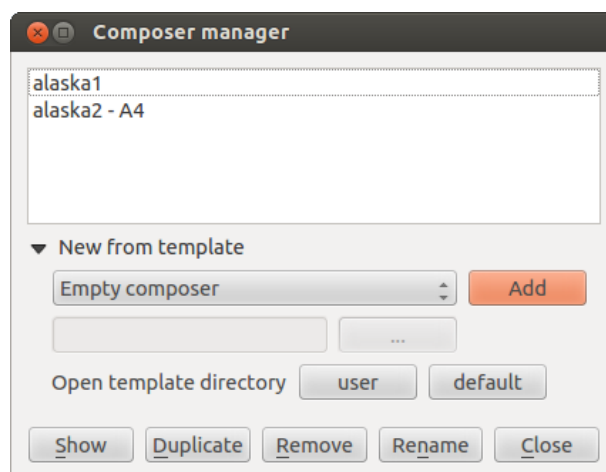 Composer manager
alaska1
alaska2 - A4
New from template
Empty composer Add
...
Open template directory user default
Show Duplicate Remove Rename Close